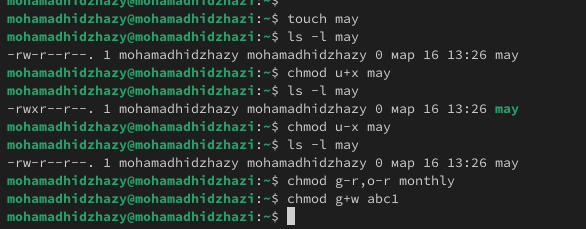 mohamadhidzhazy@mohamadhidzhazi:~$
mohamadhidzhazy@mohamadhidzhazi:~$ touch may
mohamadhidzhazy@mohamadhidzhazi:~$ ls -l may
-rw-r--r--. 1 mohamadhidzhazy mohamadhidzhazy 0 мар 16 13:26 may
mohamadhidzhazy@mohamadhidzhazi:~$ chmod u+x may
mohamadhidzhazy@mohamadhidzhazi:~$ ls -l may
-rwxr--r--. 1 mohamadhidzhazy mohamadhidzhazy 0 мар 16 13:26 may
mohamadhidzhazy@mohamadhidzhazi:~$ chmod u-x may
mohamadhidzhazy@mohamadhidzhazi:~$ ls -l may
-rw-r--r--. 1 mohamadhidzhazy mohamadhidzhazy 0 мар 16 13:26 may
mohamadhidzhazy@mohamadhidzhazi:~$ chmod g-r,o-r monthly
mohamadhidzhazy@mohamadhidzhazi:~$ chmod g+w abc1
mohamadhidzhazy@mohamadhidzhazi:~$